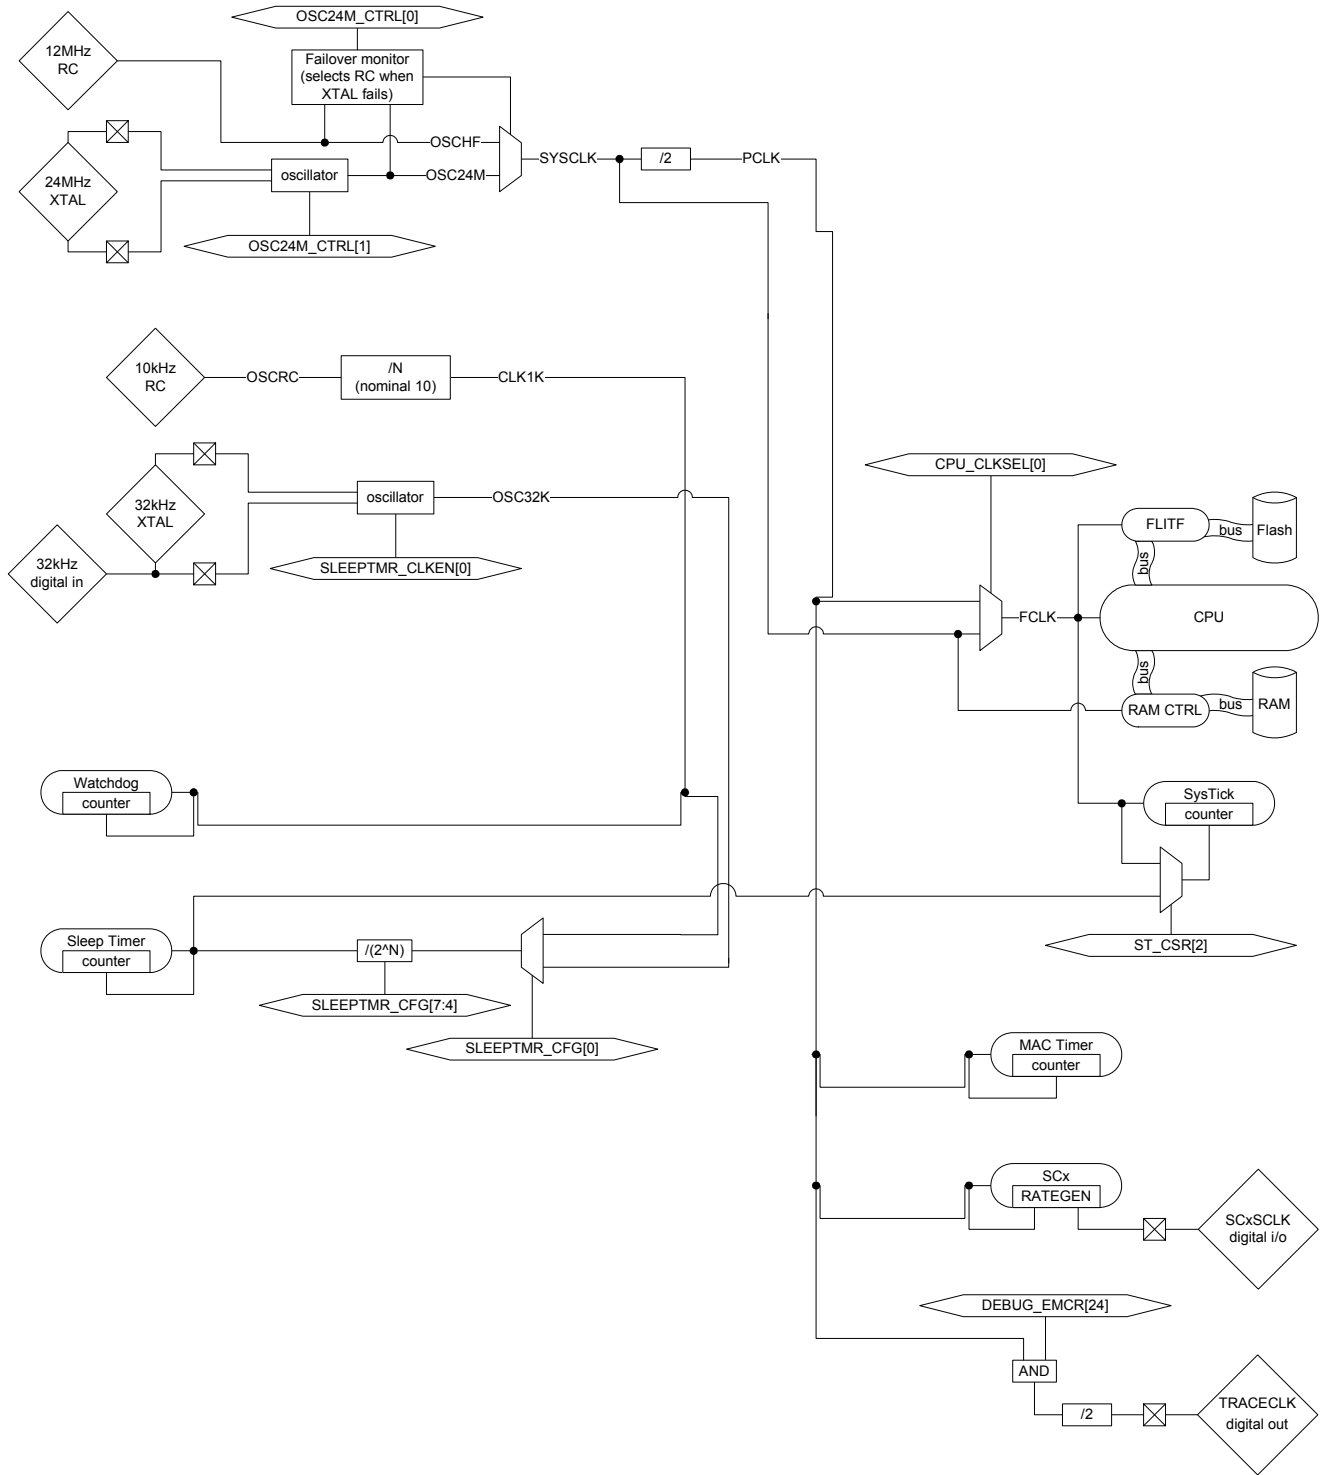 OSC24M_CTRL[0]
12MHz
RC
Failover monitor
(selects RC when
XTAL fails)
OSCHF
SYSCLK
/2
PCLK
24MHz
XTAL
oscillator
OSC24M
OSC24M_CTRL[1]
10kHz
RC
OSCRC
/N
(nominal 10)
CLK1K
CPU_CLKSEL[0]
32kHz
XTAL
oscillator
OSC32K
32kHz
digital in
SLEEPTMR_CLKEN[0]
FLITF
bus
Flash
bus
FCLK
CPU
bus
RAM CTRL
bus
RAM
Watchdog
counter
SysTick
counter
Sleep Timer
counter
/(2^N)
ST_CSR[2]
SLEEPTMR_CFG[7:4]
SLEEPTMR_CFG[0]
MAC Timer
counter
SCx
RATEGEN
SCxSCLK
digital i/o
DEBUG_EMCR[24]
AND
/2
TRACECLK
digital out